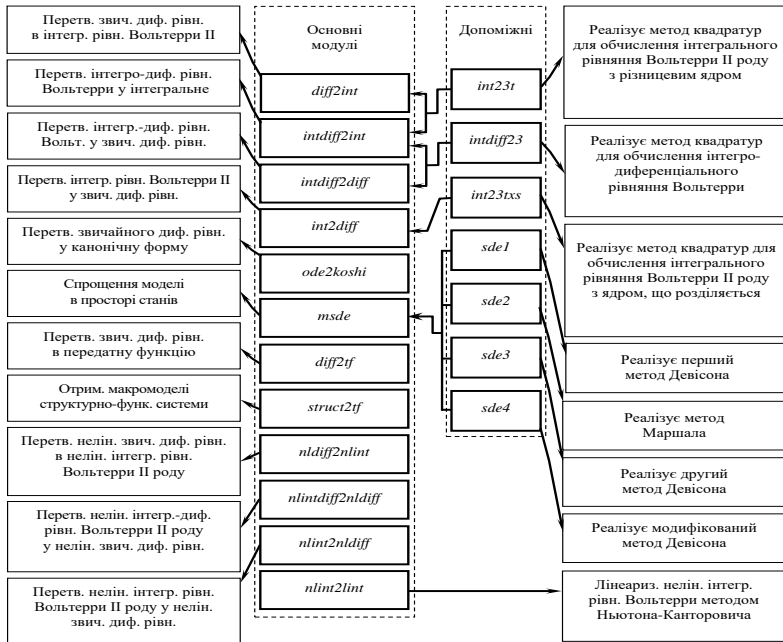 Перетв. звич. диф. рівн.
в інтегр. рівн. Вольтерри II
Перетв. інтегро-диф. рівн.
Вольтерри у інтегральне
Перетв. інтегр.-диф. рівн.
Вольт. у звич. диф. рівн.
Перетв. інтегр. рівн. Вольтерри II
у звич. диф. рівн.
Перетв. звичайного диф. рівн.
у канонічну форму
Спрощення моделі
в просторі станів
Перетв. звич. диф. рівн.
в передатну функцію
Отрим. макромоделі
структурно-функ. системи
Перетв. нелін. звич. диф. рівн.
в нелін. інтегр. рівн.
Вольтерри II роду
Перетв. нелін. інтегр.-диф.
рівн. Вольтерри II роду
у нелін. звич. диф. рівн.
Перетв. нелін. інтегр. рівн.
Вольтерри II роду у нелін.
звич. диф. рівн.
Основні
модулі
diff2int
intdiff2int
intdiff2diff
int2diff
ode2koshi
msde
diff2tf
struct2tf
nldiff2nlint
nlintdiff2nldiff
nlint2nldiff
nlint2lint
Допоміжні
int23t
intdiff23
int23txs
sde1
sde2
sde3
sde4
Реалізує метод квадратур
для обчислення інтегрального
рівняння Вольтерри II роду
з різницевим ядром
Реалізує метод квадратур
для обчислення інтегро-
диференціального
рівняння Вольтерри
Реалізує метод квадратур для
обчислення інтегрального
рівняння Вольтерри II роду
з ядром, що розділяється
Реалізує перший
метод Девісона
Реалізує метод
Маршала
Реалізує другий
метод Девісона
Реалізує модифікований
метод Девісона
Лінеариз. нелін. інтегр.
рівн. Вольтерри методом
Ньютона-Канторовича